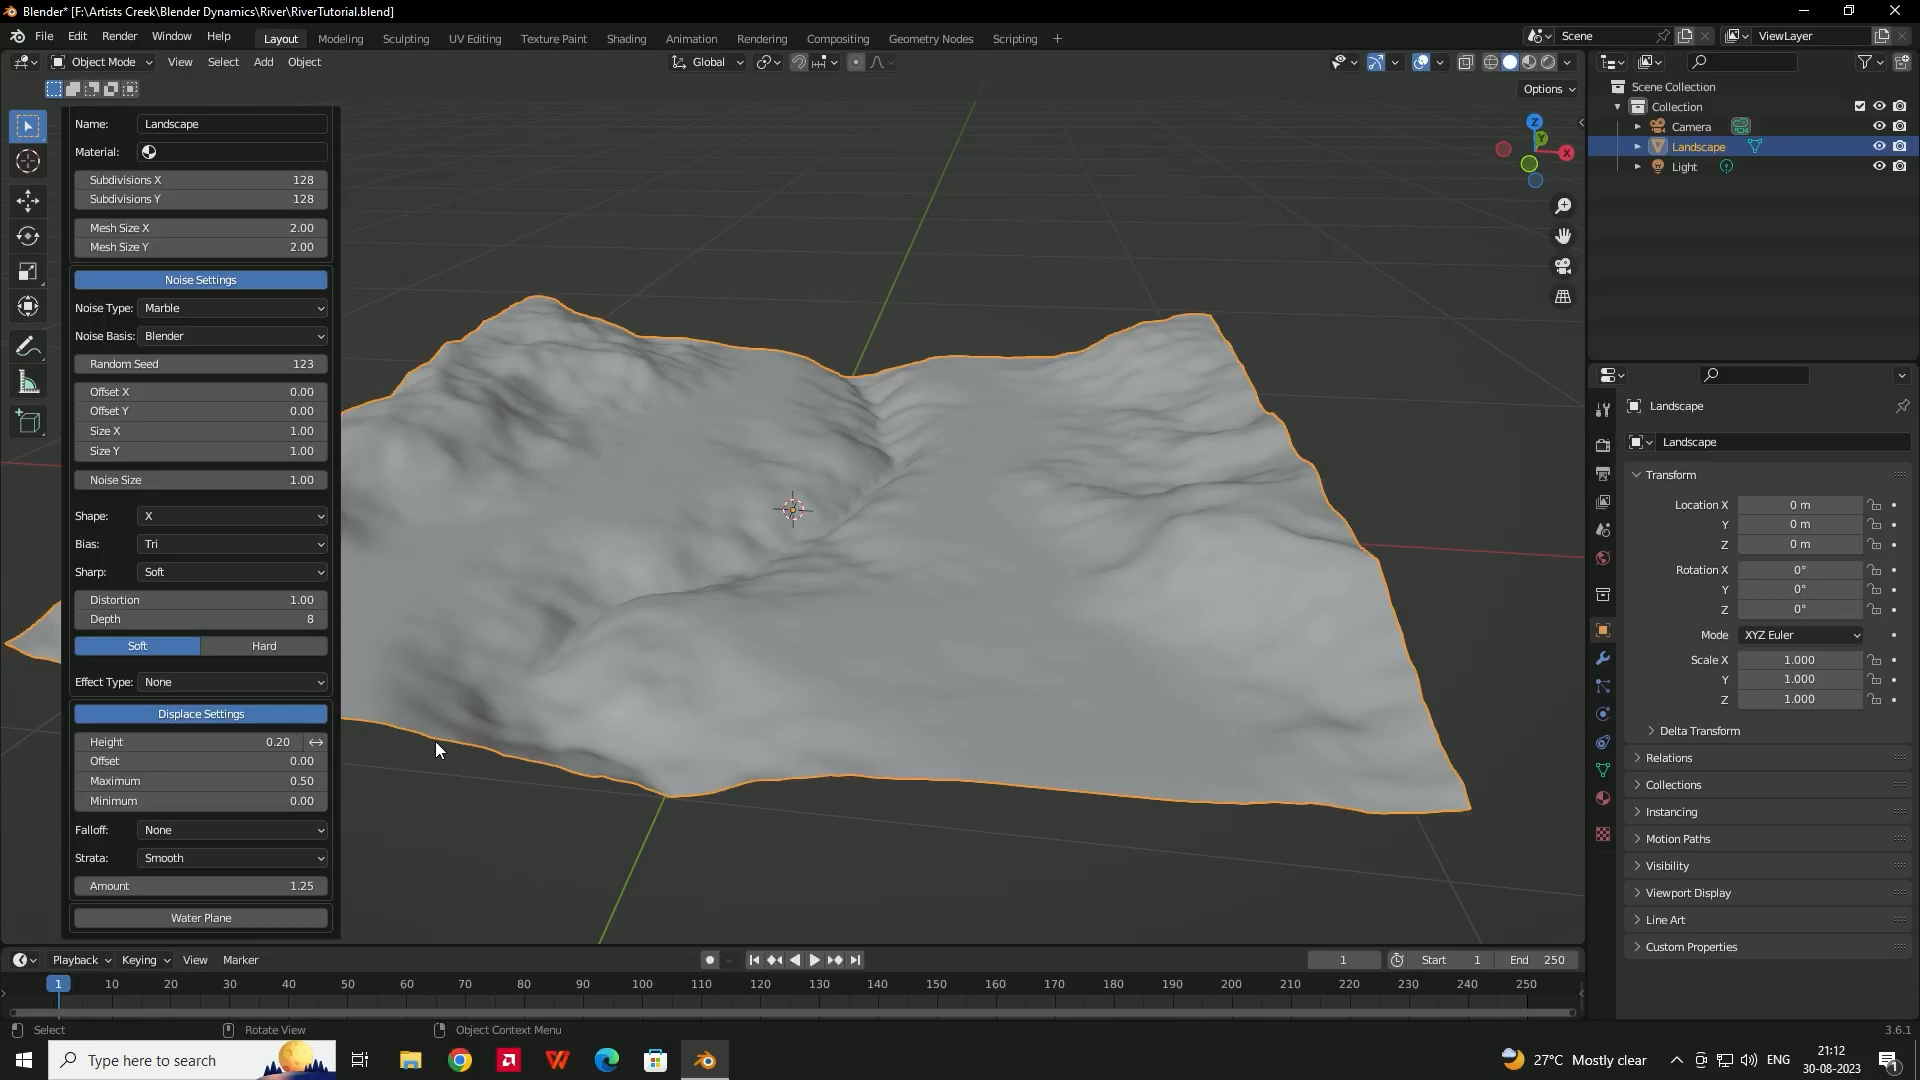 Blender* [F:\Artists Creek\Blender Dynamics\River\RiverTutorial.blend]
File Edit Render Window Help Layout Modeling Sculpting UV Editing Texture Paint Shading Animation Rendering Compositing Geometry Nodes Scripting + Scene ViewLayer
Object Mode View Select Add Object Global
Options
Name: Landscape
Material:
Subdivisions X 128
Subdivisions Y 128
Mesh Size X 2.00
Mesh Size Y 2.00
Noise Settings
Noise Type: Marble
Noise Basis: Blender
Random Seed 123
Offset X 0.00
Offset Y 0.00
Size X 1.00
Size Y 1.00
Noise Size 1.00
Shape: X
Bias: Tri
Sharp: Soft
Distortion 1.00
Depth 8
Soft Hard
Effect Type: None
Displace Settings
Height 0.20
Offset 0.00
Maximum 0.50
Minimum 0.00
Falloff: None
Strata: Smooth
Amount 1.25
Water Plane
Z
Y
X
Scene Collection
Collection
Camera
Landscape
Light
Landscape
Landscape
Transform
Location X 0 m
Y 0 m
Z 0 m
Rotation X 0°
Y 0°
Z 0°
Mode XYZ Euler
Scale X 1.000
Y 1.000
Z 1.000
Delta Transform
Relations
Collections
Instancing
Motion Paths
Visibility
Viewport Display
Line Art
Custom Properties
Playback Keying View Marker 1 Start 1 End 250
1 10 20 30 40 50 60 70 80 90 100 110 120 130 140 150 160 170 180 190 200 210 220 230 240 250
Select Rotate View Object Context Menu 3.6.1
Type here to search 27°C Mostly clear ENG 21:12
30-08-2023 1